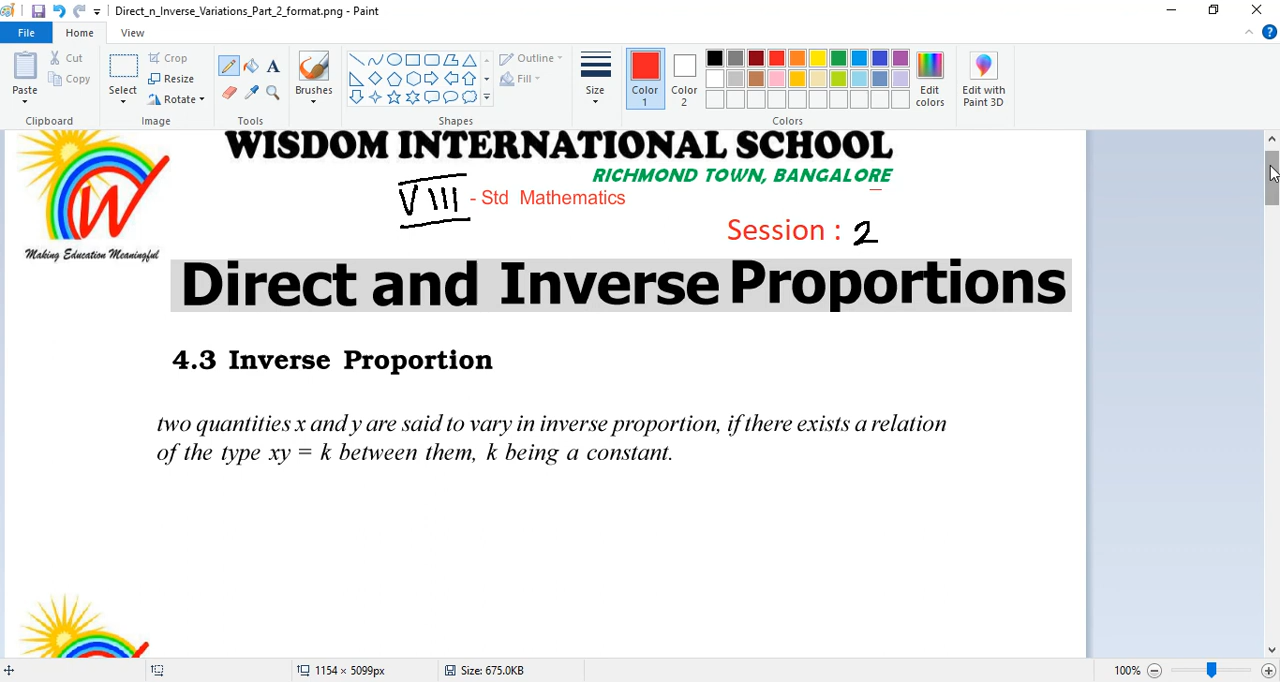 Direct_n_Inverse_Variations_Part_2_format.png - Paint
File Home View
Paste Cut Copy Clipboard
Select Crop Resize Rotate Image
Tools
Brushes
Outline Fill Shapes
Size
Color 1 Color 2 Edit colors Colors
Edit with Paint 3D
WISDOM INTERNATIONAL SCHOOL
RICHMOND TOWN, BANGALORE
VIII - Std Mathematics
Session : 2
W
Making Education Meaningful
Direct and Inverse Proportions
4.3 Inverse Proportion
two quantities x and y are said to vary in inverse proportion, if there exists a relation
of the type xy = k between them, k being a constant.
1154 × 5099px Size: 675.0KB 100%